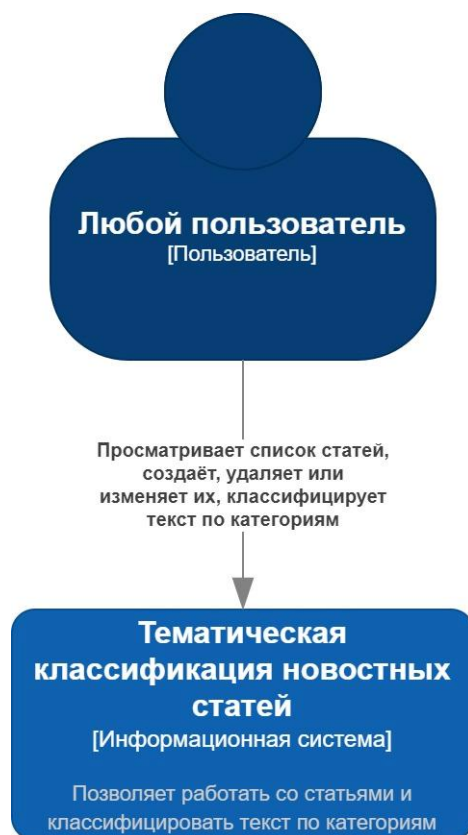 Любой пользователь
[Пользователь]
Просматривает список статей,
создаёт, удаляет или
изменяет их, классифицирует
текст по категориям
Тематическая
классификация новостных
статей
[Информационная система]
Позволяет работать со статьями и
классифицировать текст по категориям